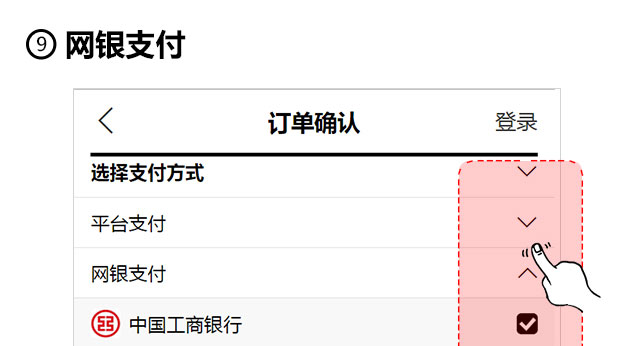 ⑨ 网银支付
订单确认 登录
选择支付方式
平台支付
网银支付
中国工商银行